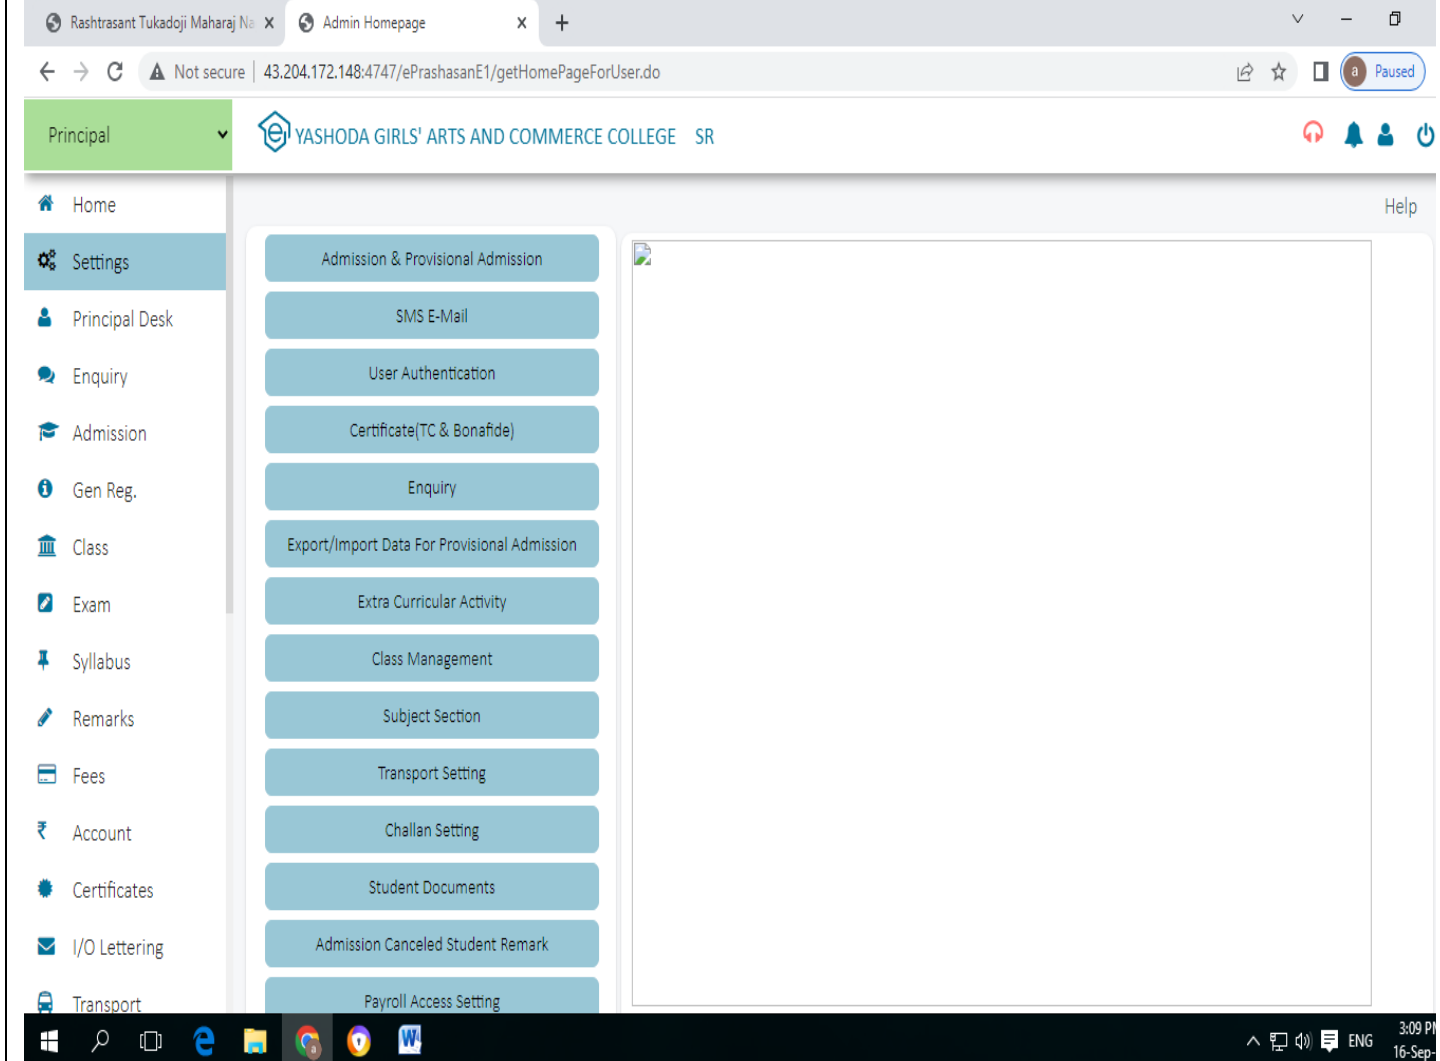 Rashtrasant Tukadoji Maharaj Na
Admin Homepage
Not secure
43.204.172.148:4747/ePrashasanE1/getHomePageForUser.do
a Paused
Principal
YASHODA GIRLS' ARTS AND COMMERCE COLLEGE SR
Help
Home
Settings
Principal Desk
Enquiry
Admission
Gen Reg.
Class
Exam
Syllabus
Remarks
Fees
Account
Certificates
I/O Lettering
Transport
Admission & Provisional Admission
SMS E-Mail
User Authentication
Certificate(TC & Bonafide)
Enquiry
Export/Import Data For Provisional Admission
Extra Curricular Activity
Class Management
Subject Section
Transport Setting
Challan Setting
Student Documents
Admission Canceled Student Remark
Payroll Access Setting
ENG
3:09 PM
16-Sep-